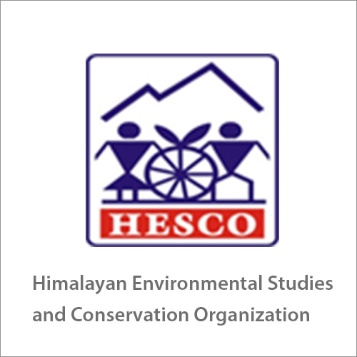 HESCO
Himalayan Environmental Studies
and Conservation Organization